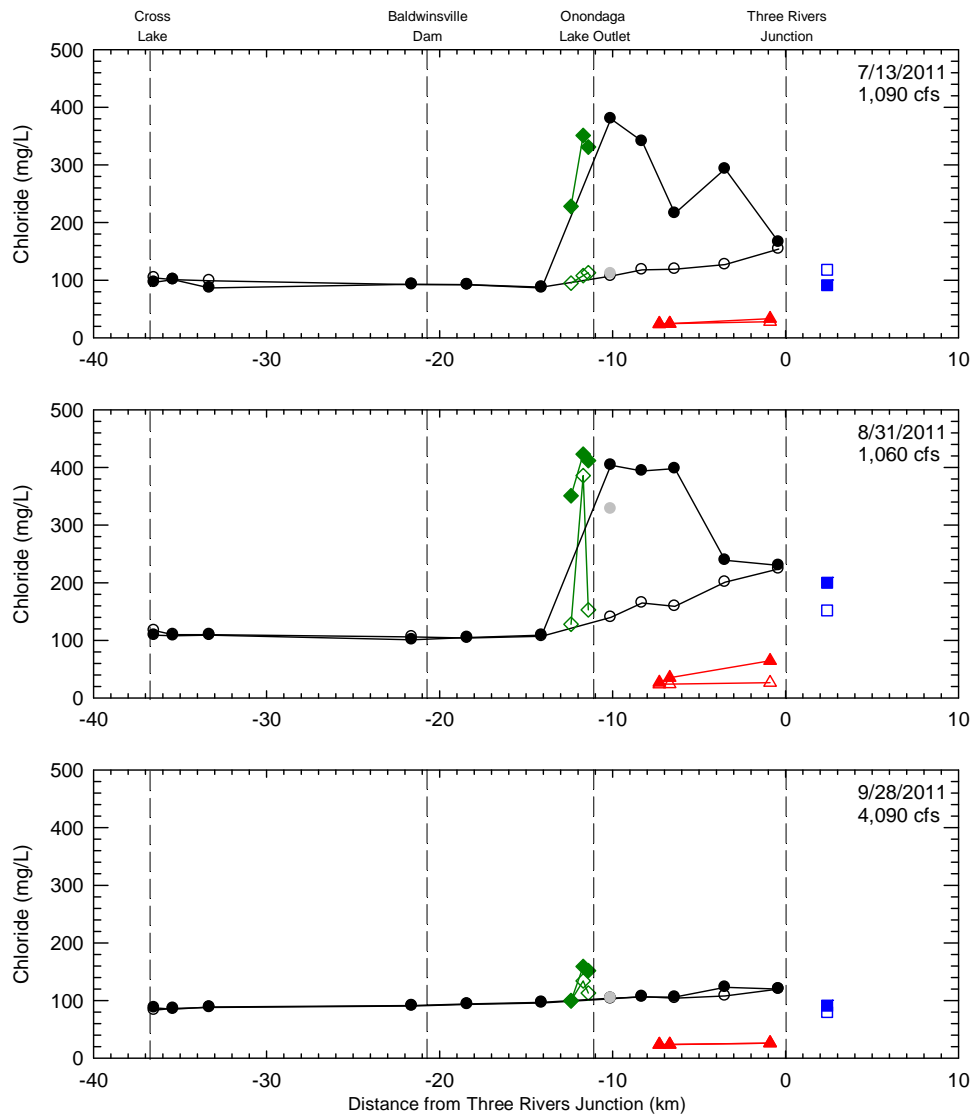 Cross Baldwinsville Onondaga Three Rivers
Lake Dam Lake Outlet Junction
500
400
300
200
100
0
Chloride (mg/L)
7/13/2011
1,090 cfs
-40 -30 -20 -10 0 10
500
400
300
200
100
0
Chloride (mg/L)
8/31/2011
1,060 cfs
-40 -30 -20 -10 0 10
500
400
300
200
100
0
Chloride (mg/L)
9/28/2011
4,090 cfs
-40 -30 -20 -10 0 10
Distance from Three Rivers Junction (km)